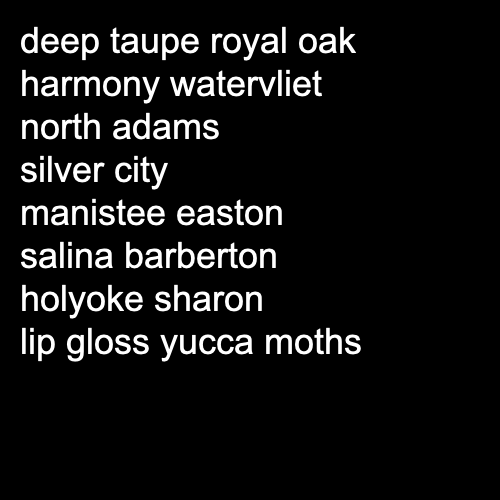 deep taupe royal oak
harmony watervliet
north adams
silver city
manistee easton
salina barberton
holyoke sharon
lip gloss yucca moths